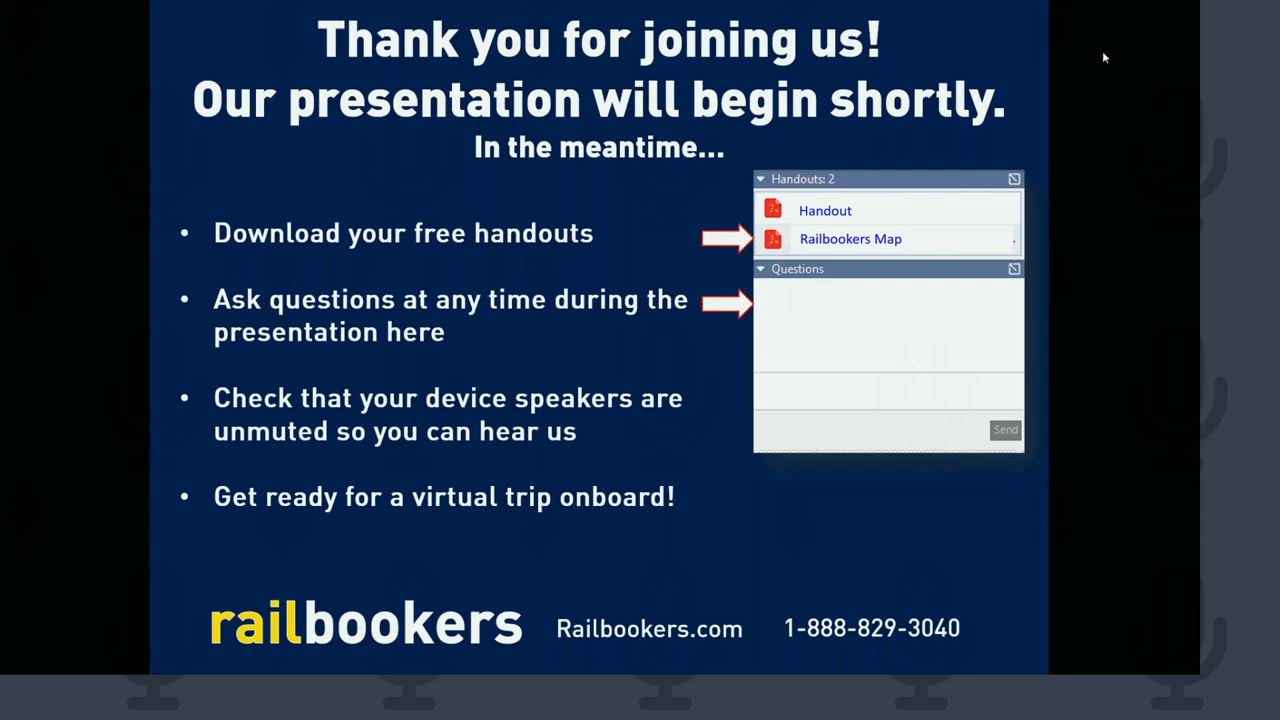 Thank you for joining us!
Our presentation will begin shortly.
In the meantime...
• Download your free handouts
• Ask questions at any time during the
presentation here
• Check that your device speakers are
unmuted so you can hear us
• Get ready for a virtual trip onboard!
Handouts: 2
Handout
Railbookers Map
Questions
Send
railbookers
Railbookers.com
1-888-829-3040